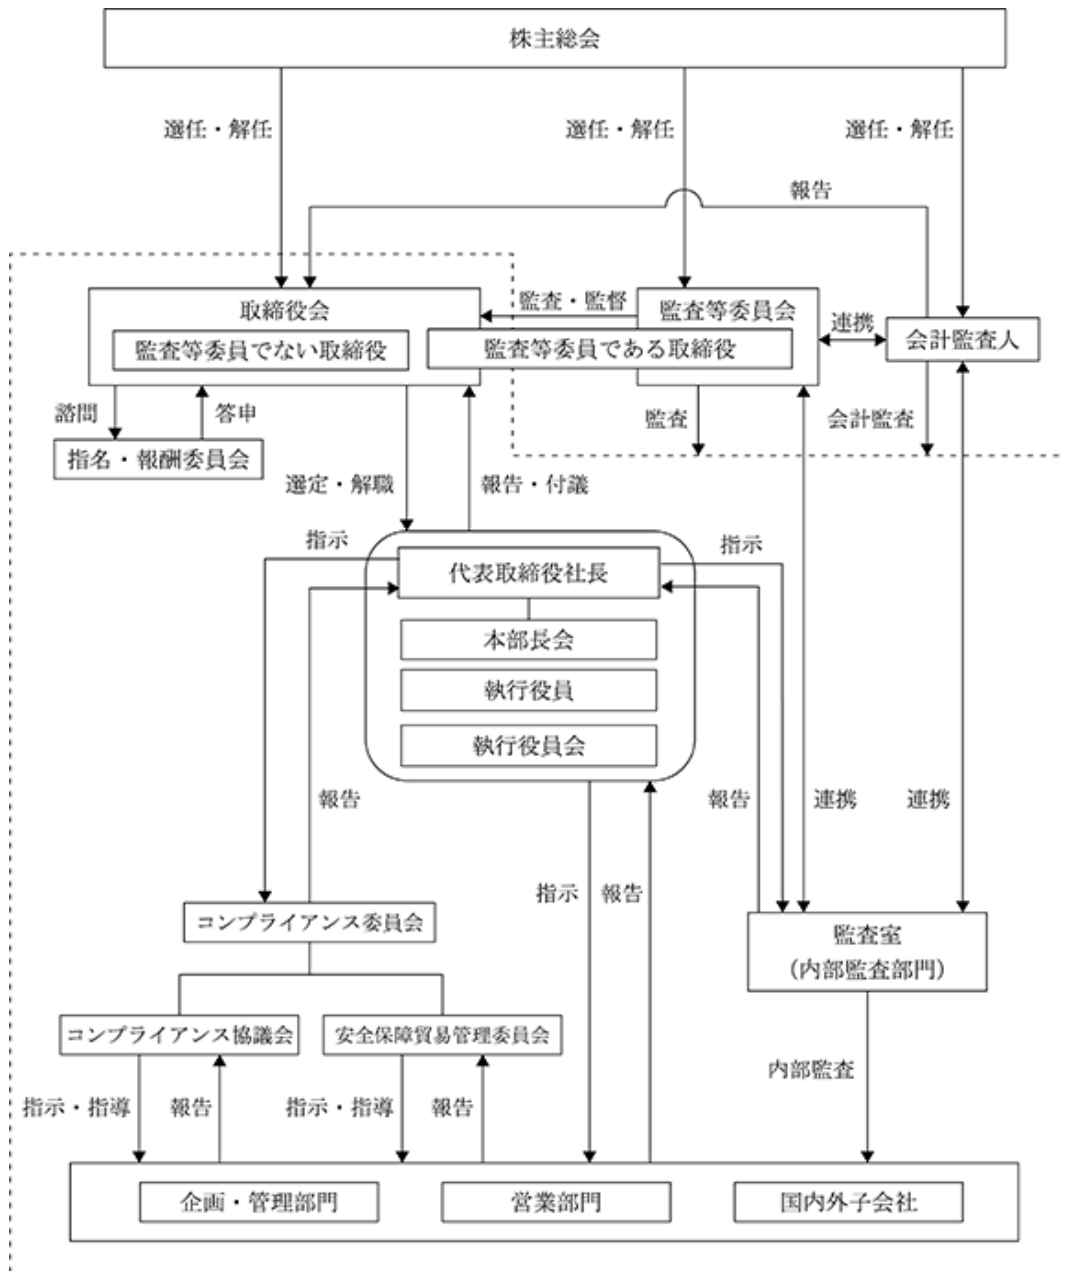 株主総会
選任・解任
選任・解任
選任・解任
報告
取締役会
監査・監督
監査等委員会
連携
会計監査人
監査等委員でない取締役
監査等委員である取締役
諮問
答申
監査
会計監査
指名・報酬委員会
選定・解職
報告・付議
指示
指示
代表取締役社長
本部長会
執行役員
執行役員会
報告
報告
連携
連携
指示
報告
コンプライアンス委員会
監査室
（内部監査部門）
コンプライアンス協議会
安全保障貿易管理委員会
内部監査
指示・指導
報告
指示・指導
報告
企画・管理部門
営業部門
国内外子会社